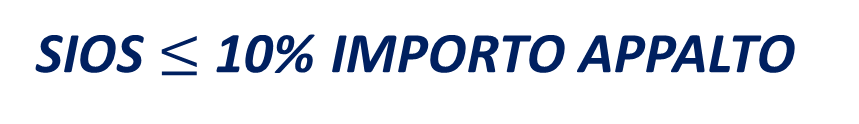 SIOS ≤ 10% IMPORTO APPALTO